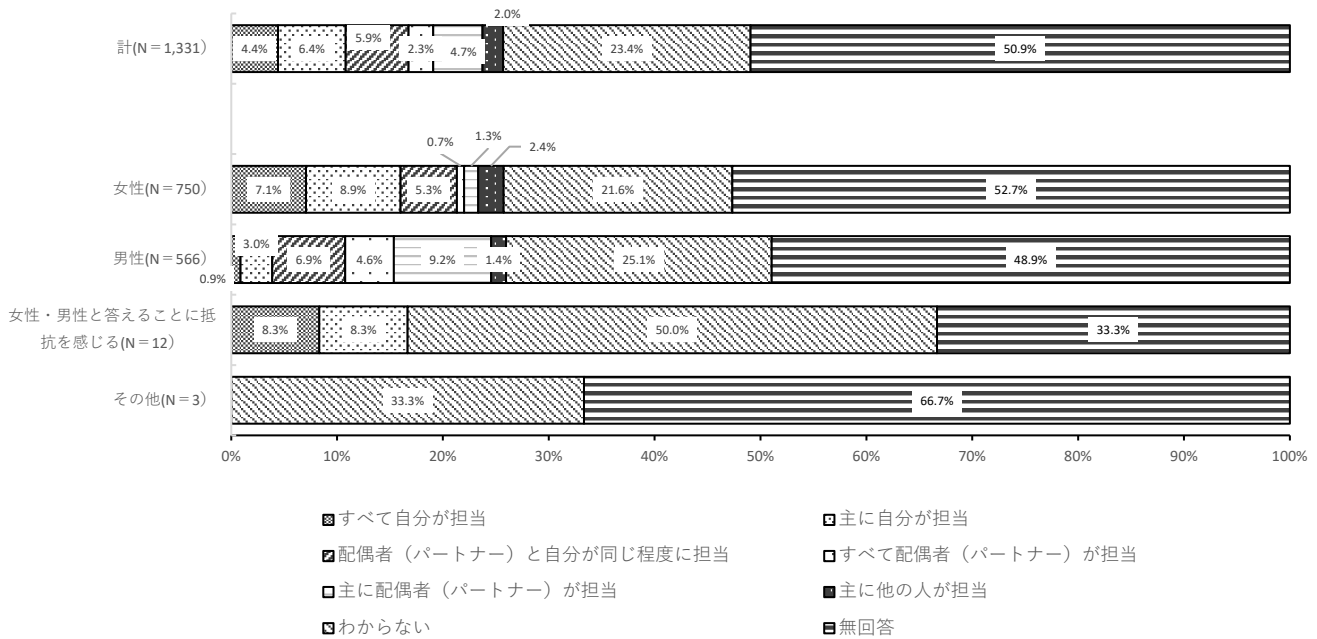 2.0%
5.9%
計(N＝1,331)
4.4%
6.4%
2.3%
4.7%
23.4%
50.9%
0.7%
1.3%
2.4%
女性(N＝750)
7.1%
8.9%
5.3%
21.6%
52.7%
3.0%
男性(N＝566)
6.9%
4.6%
9.2%
1.4%
25.1%
48.9%
0.9%
女性・男性と答えることに抵
抗を感じる(N＝12)
8.3%
8.3%
50.0%
33.3%
その他(N＝3)
33.3%
66.7%
0%
10%
20%
30%
40%
50%
60%
70%
80%
90%
100%
すべて自分が担当
主に自分が担当
配偶者（パートナー）と自分が同じ程度に担当
すべて配偶者（パートナー）が担当
主に配偶者（パートナー）が担当
主に他の人が担当
わからない
無回答